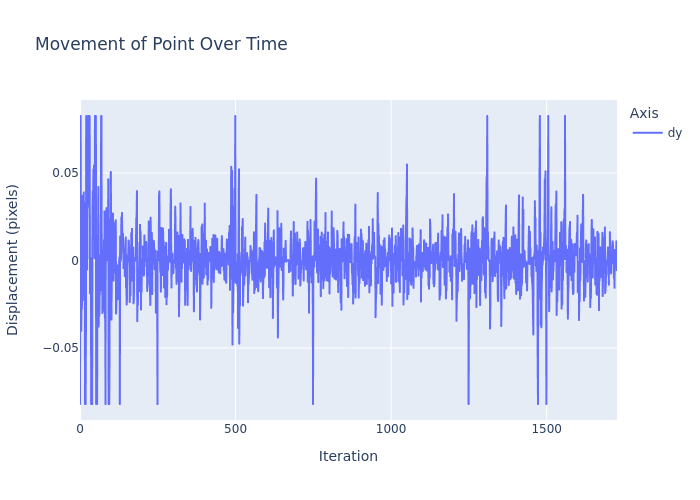 Movement of Point Over Time
Axis
dy
0.05
0
−0.05
Displacement (pixels)
0
500
1000
1500
Iteration